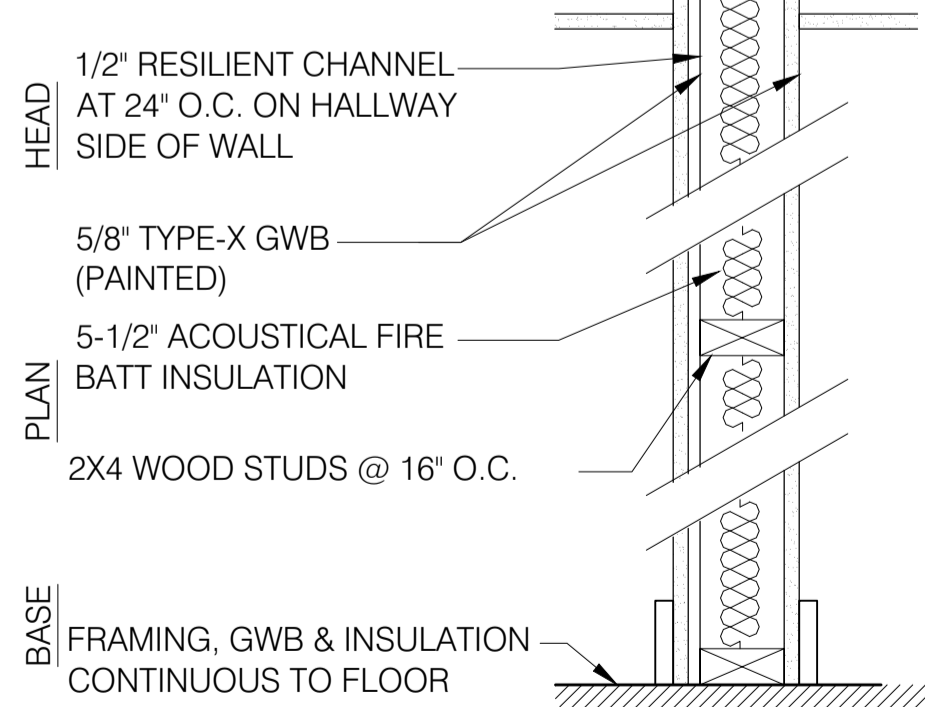 HEAD
1/2" RESILIENT CHANNEL
AT 24" O.C. ON HALLWAY
SIDE OF WALL
5/8" TYPE-X GWB
(PAINTED)
PLAN
5-1/2" ACOUSTICAL FIRE
BATT INSULATION
2X4 WOOD STUDS @ 16" O.C.
BASE
FRAMING, GWB & INSULATION
CONTINUOUS TO FLOOR